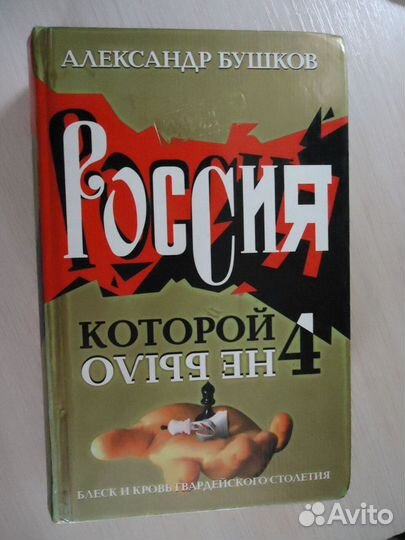 АЛЕКСАНДР БУШКОВ
РОССИЯ
КОТОРОЙ
НЕ БЫЛО
4
БЛЕСК И КРОВЬ ГВАРДЕЙСКОГО СТОЛЕТИЯ
Avito